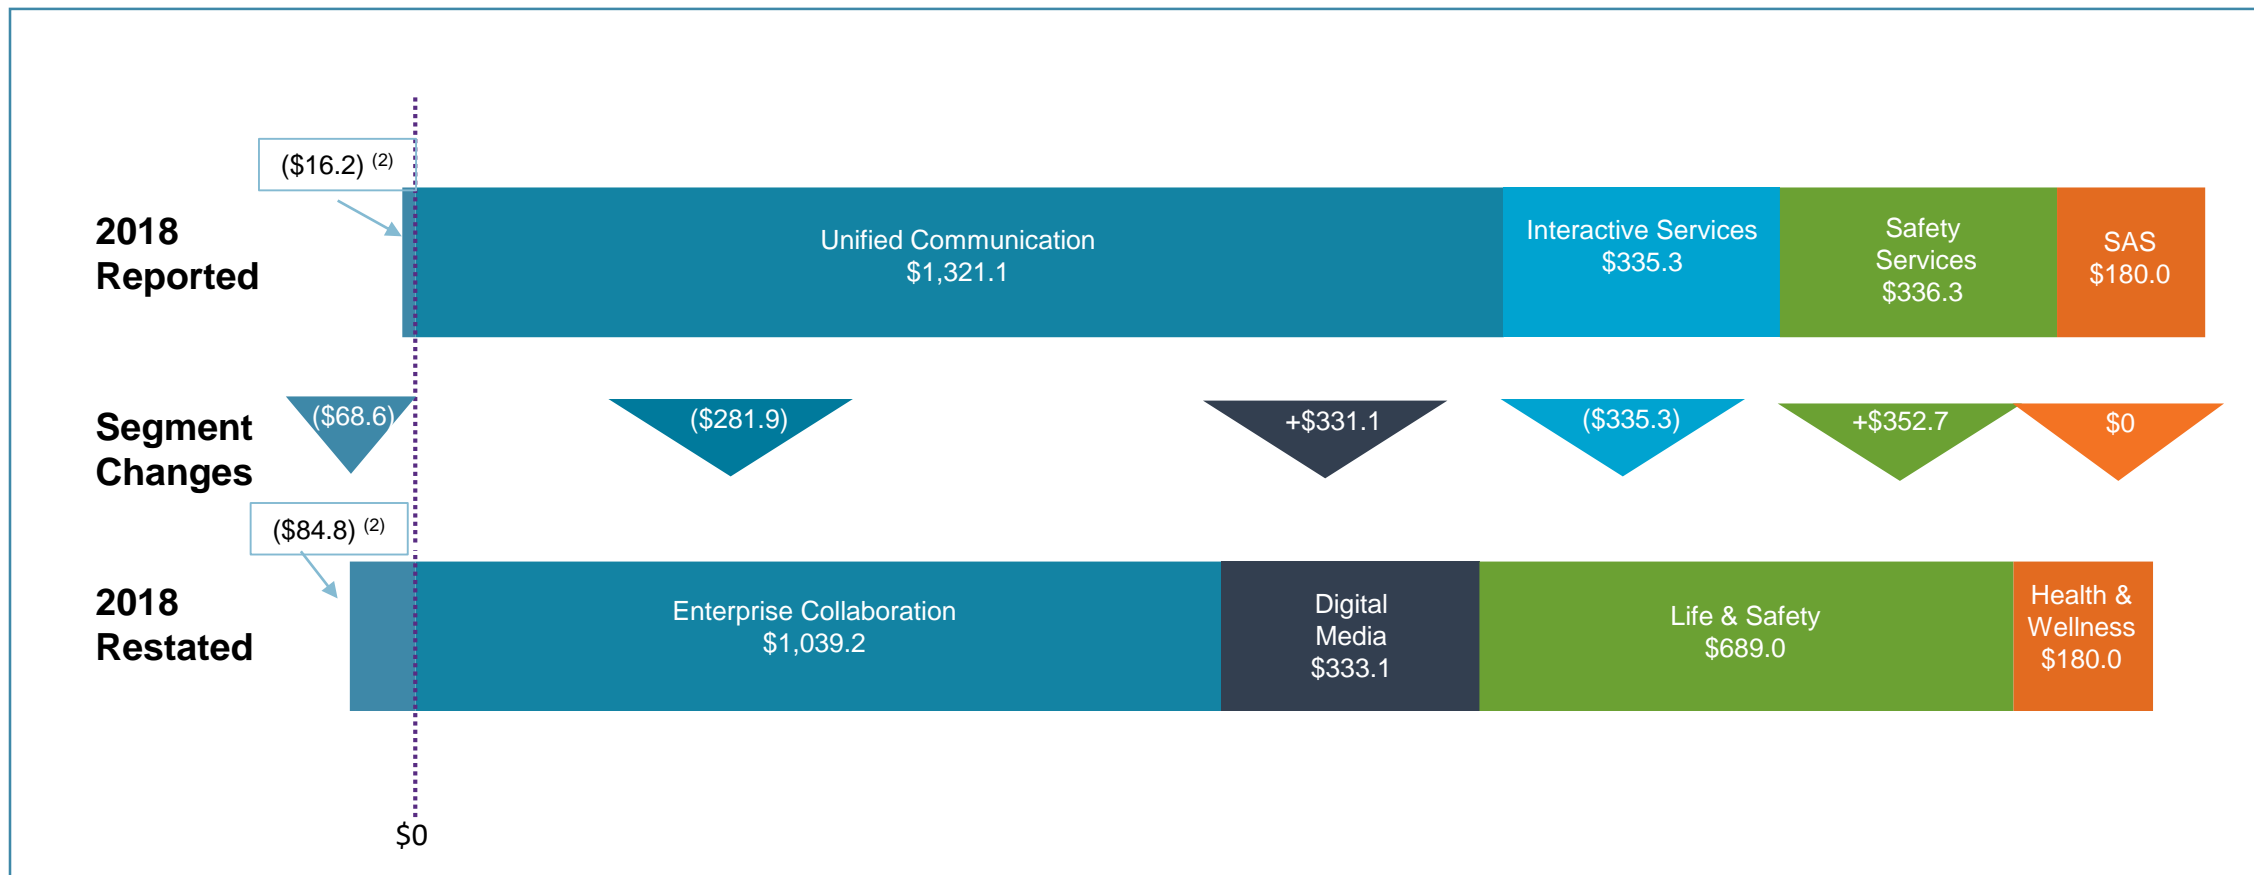 ($16.2) (2)
2018
Reported
Unified Communication
$1,321.1
Interactive Services
$335.3
Safety
Services
$336.3
SAS
$180.0
Segment
Changes
($68.6)
($281.9)
+$331.1
($335.3)
+$352.7
$0
($84.8) (2)
2018
Restated
Enterprise Collaboration
$1,039.2
Digital
Media
$333.1
Life & Safety
$689.0
Health &
Wellness
$180.0
$0